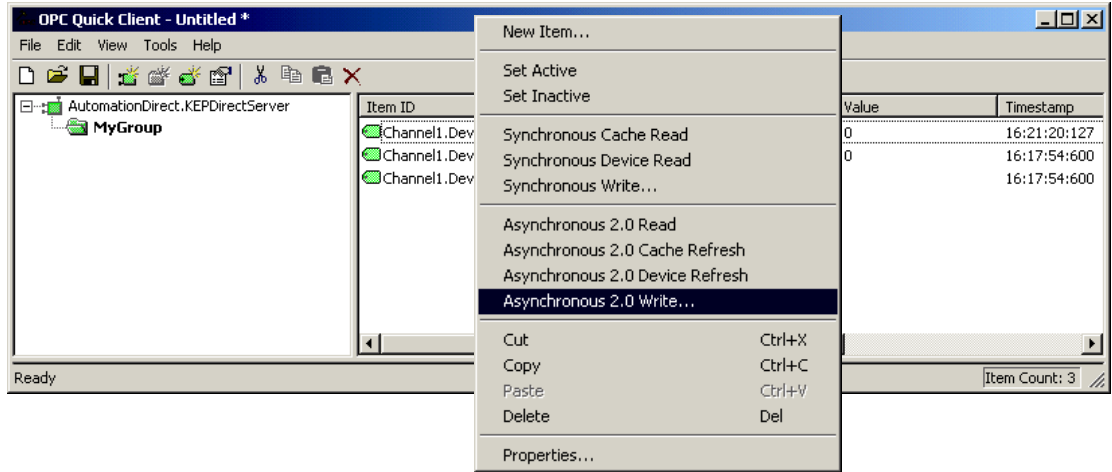 OPC Quick Client - Untitled *
File Edit View Tools Help
AutomationDirect.KEPDirectServer
MyGroup
Item ID Value Timestamp
Channel1.Dev 0 16:21:20:127
Channel1.Dev 0 16:17:54:600
Channel1.Dev 16:17:54:600
New Item...
Set Active
Set Inactive
Synchronous Cache Read
Synchronous Device Read
Synchronous Write...
Asynchronous 2.0 Read
Asynchronous 2.0 Cache Refresh
Asynchronous 2.0 Device Refresh
Asynchronous 2.0 Write...
Cut Ctrl+X
Copy Ctrl+C
Paste Ctrl+V
Delete Del
Properties...
Ready Item Count: 3